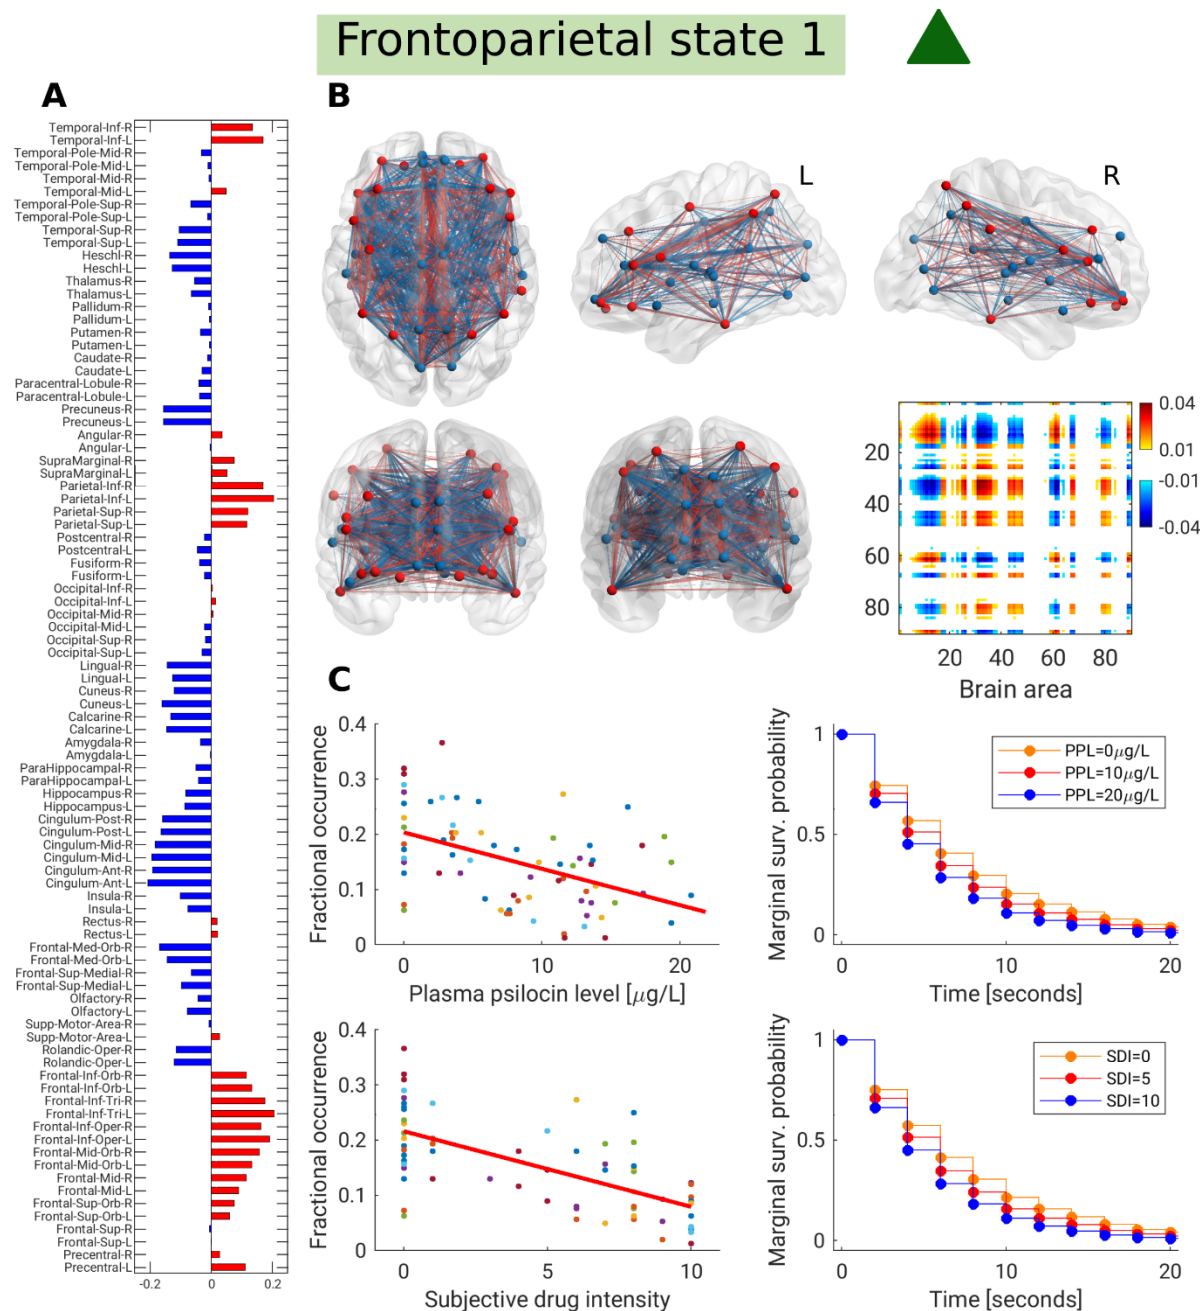 Frontoparietal state 1
A
Temporal-Inf-R
Temporal-Inf-L
Temporal-Pole-Mid-R
Temporal-Pole-Mid-L
Temporal-Mid-R
Temporal-Mid-L
Temporal-Pole-Sup-R
Temporal-Pole-Sup-L
Temporal-Sup-R
Temporal-Sup-L
Heschl-R
Heschl-L
Thalamus-R
Thalamus-L
Pallidum-R
Pallidum-L
Putamen-R
Putamen-L
Caudate-R
Caudate-L
Paracentral-Lobule-R
Paracentral-Lobule-L
Precuneus-R
Precuneus-L
Angular-R
Angular-L
SupraMarginal-R
SupraMarginal-L
Parietal-Inf-R
Parietal-Inf-L
Parietal-Sup-R
Parietal-Sup-L
Postcentral-R
Postcentral-L
Fusiform-R
Fusiform-L
Occipital-Inf-R
Occipital-Inf-L
Occipital-Mid-R
Occipital-Mid-L
Occipital-Sup-R
Occipital-Sup-L
Lingual-R
Lingual-L
Cuneus-R
Cuneus-L
Calcarine-R
Calcarine-L
Amygdala-R
Amygdala-L
ParaHippocampal-R
ParaHippocampal-L
Hippocampus-R
Hippocampus-L
Cingulum-Post-R
Cingulum-Post-L
Cingulum-Mid-R
Cingulum-Mid-L
Cingulum-Ant-R
Cingulum-Ant-L
Insula-R
Insula-L
Rectus-R
Rectus-L
Frontal-Med-Orb-R
Frontal-Med-Orb-L
Frontal-Sup-Medial-R
Frontal-Sup-Medial-L
Olfactory-R
Olfactory-L
Supp-Motor-Area-R
Supp-Motor-Area-L
Rolandic-Oper-R
Rolandic-Oper-L
Frontal-Inf-Orb-R
Frontal-Inf-Orb-L
Frontal-Inf-Tri-R
Frontal-Inf-Tri-L
Frontal-Inf-Oper-R
Frontal-Inf-Oper-L
Frontal-Mid-Orb-R
Frontal-Mid-Orb-L
Frontal-Mid-R
Frontal-Mid-L
Frontal-Sup-Orb-R
Frontal-Sup-Orb-L
Frontal-Sup-R
Frontal-Sup-L
Precentral-R
Precentral-L
-0.2 0 0.2
B
L
R
20
40
60
80
20 40 60 80
Brain area
0.04
0.01
-0.01
-0.04
C
0.4
0.3
0.2
0.1
0
Fractional occurrence
0 10 20
Plasma psilocin level [μg/L]
1
0.5
0
Marginal surv. probability
PPL=0μg/L
PPL=10μg/L
PPL=20μg/L
0 5 10 15 20
Time [seconds]
0.4
0.3
0.2
0.1
0
Fractional occurrence
0 5 10
Subjective drug intensity
1
0.5
0
Marginal surv. probability
SDI=0
SDI=5
SDI=10
0 5 10 15 20
Time [seconds]